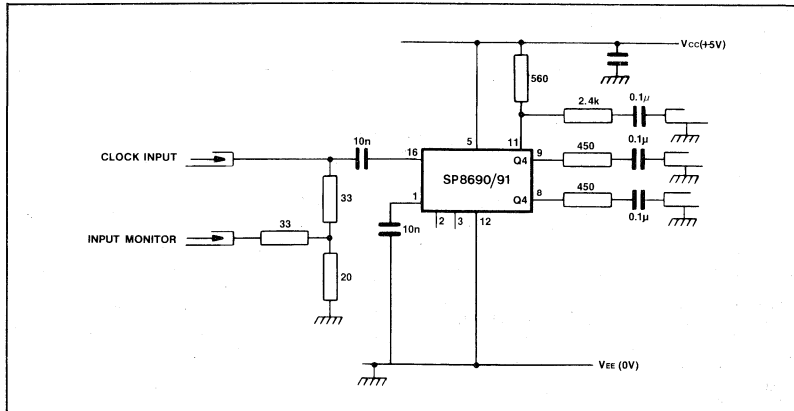 Vcc(+5V)
560
2.4k
0.1μ
10n
5
11
CLOCK INPUT
16
Q4
9
450
0.1μ
SP8690/91
33
1
Q4
8
450
2
3
12
0.1μ
INPUT MONITOR
33
10n
20
VEE (0V)